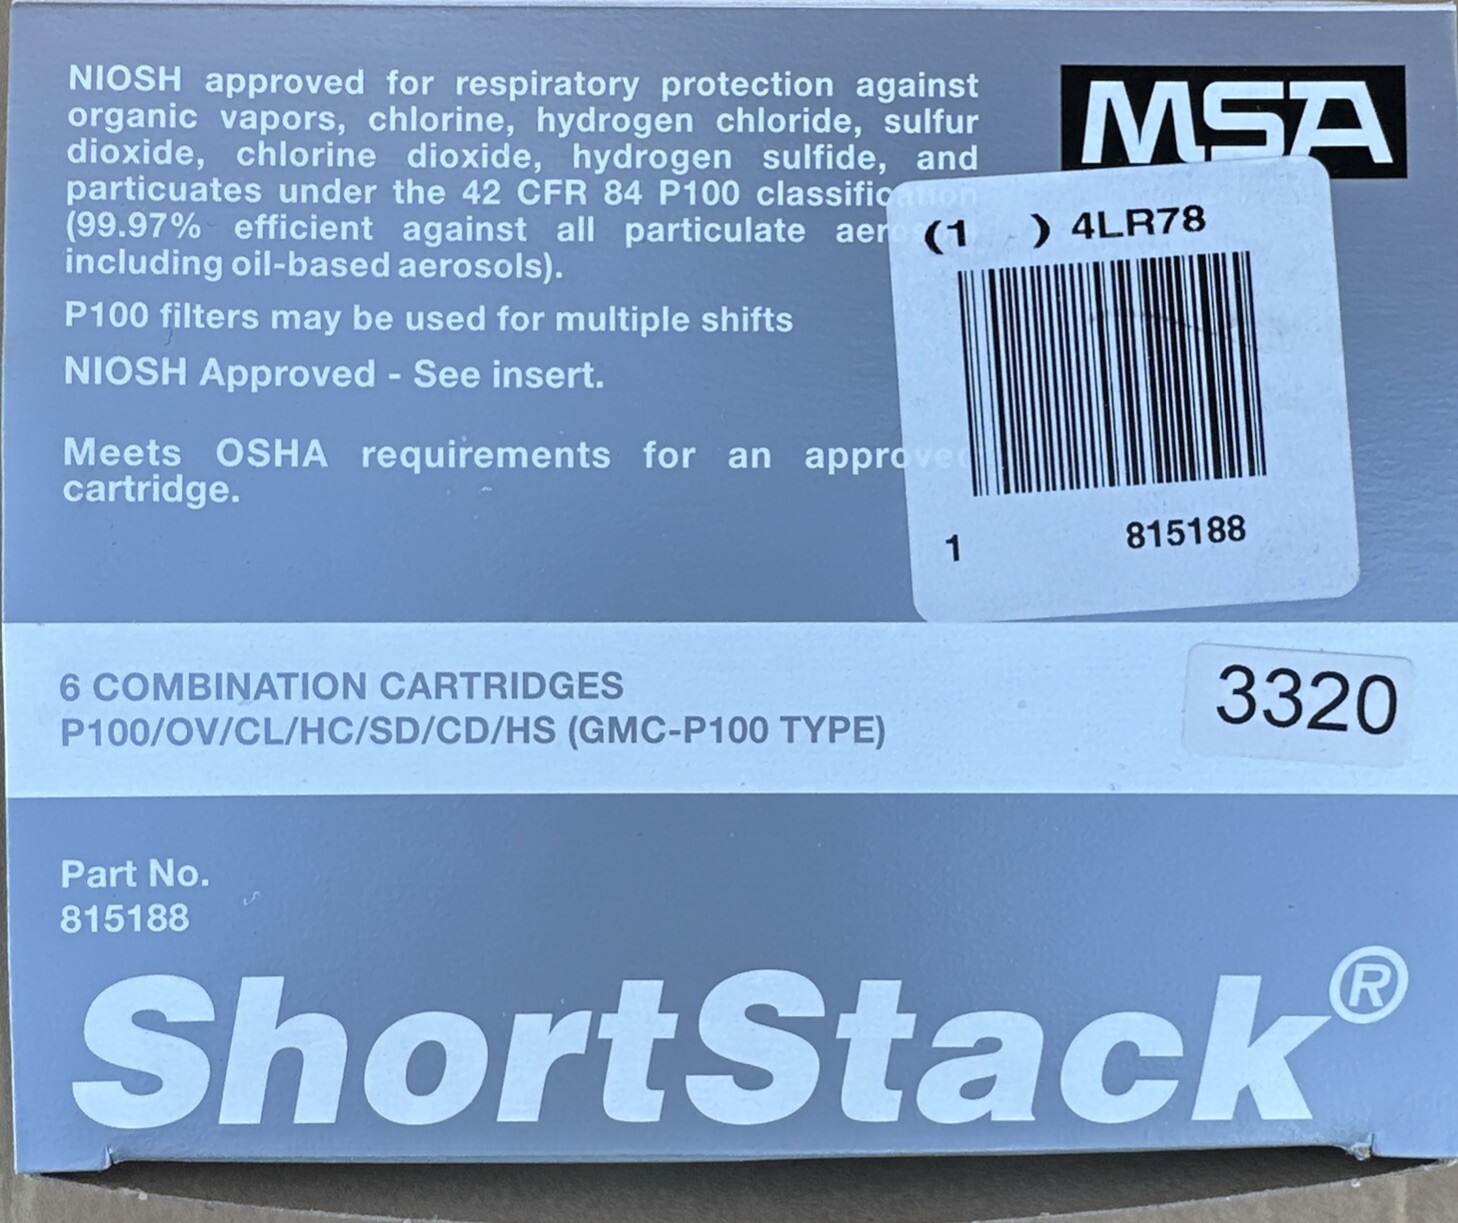 NIOSH approved for respiratory protection against
organic vapors, chlorine, hydrogen chloride, sulfur
dioxide, chlorine dioxide, hydrogen sulfide, and
particuates under the 42 CFR 84 P100 classification
(99.97% efficient against all particulate
including oil-based aerosols).
P100 filters may be used for multiple shifts
NIOSH Approved - See insert.
Meets OSHA requirements for an approved
cartridge.
MSA
(1 ) 4LR78
1 815188
6 COMBINATION CARTRIDGES
P100/OV/CL/HC/SD/CD/HS (GMC-P100 TYPE)
3320
Part No.
815188
ShortStack®